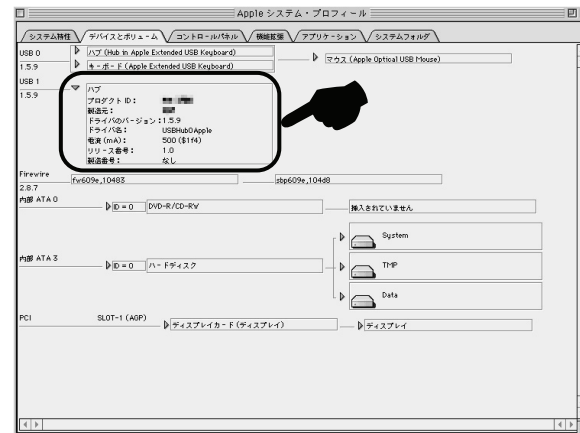 Apple システム・プロフィール
システム特性 デバイスとボリューム コントロールパネル 機能拡張 アプリケーション システムフォルダ
USB 0
1.5.9
ハブ (Hub in Apple Extended USB Keyboard)
キーボード (Apple Extended USB Keyboard)
マウス (Apple Optical USB Mouse)
USB 1
1.5.9
ハブ
プロダクト ID：
製造元：
ドライバのバージョン：1.5.9
ドライバ名： USBHub0Apple
電流 (mA)： 500 ($1f4)
リリース番号： 1.0
製造番号： なし
Firewire
2.8.7
fw609e,10483 sbp609e,104d8
内部 ATA 0 ID = 0 DVD-R/CD-RW 挿入されていません
内部 ATA 3 ID = 0 ハードディスク
System
TMP
Data
PCI SLOT-1 (AGP) ディスプレイカード (ディスプレイ) ディスプレイ